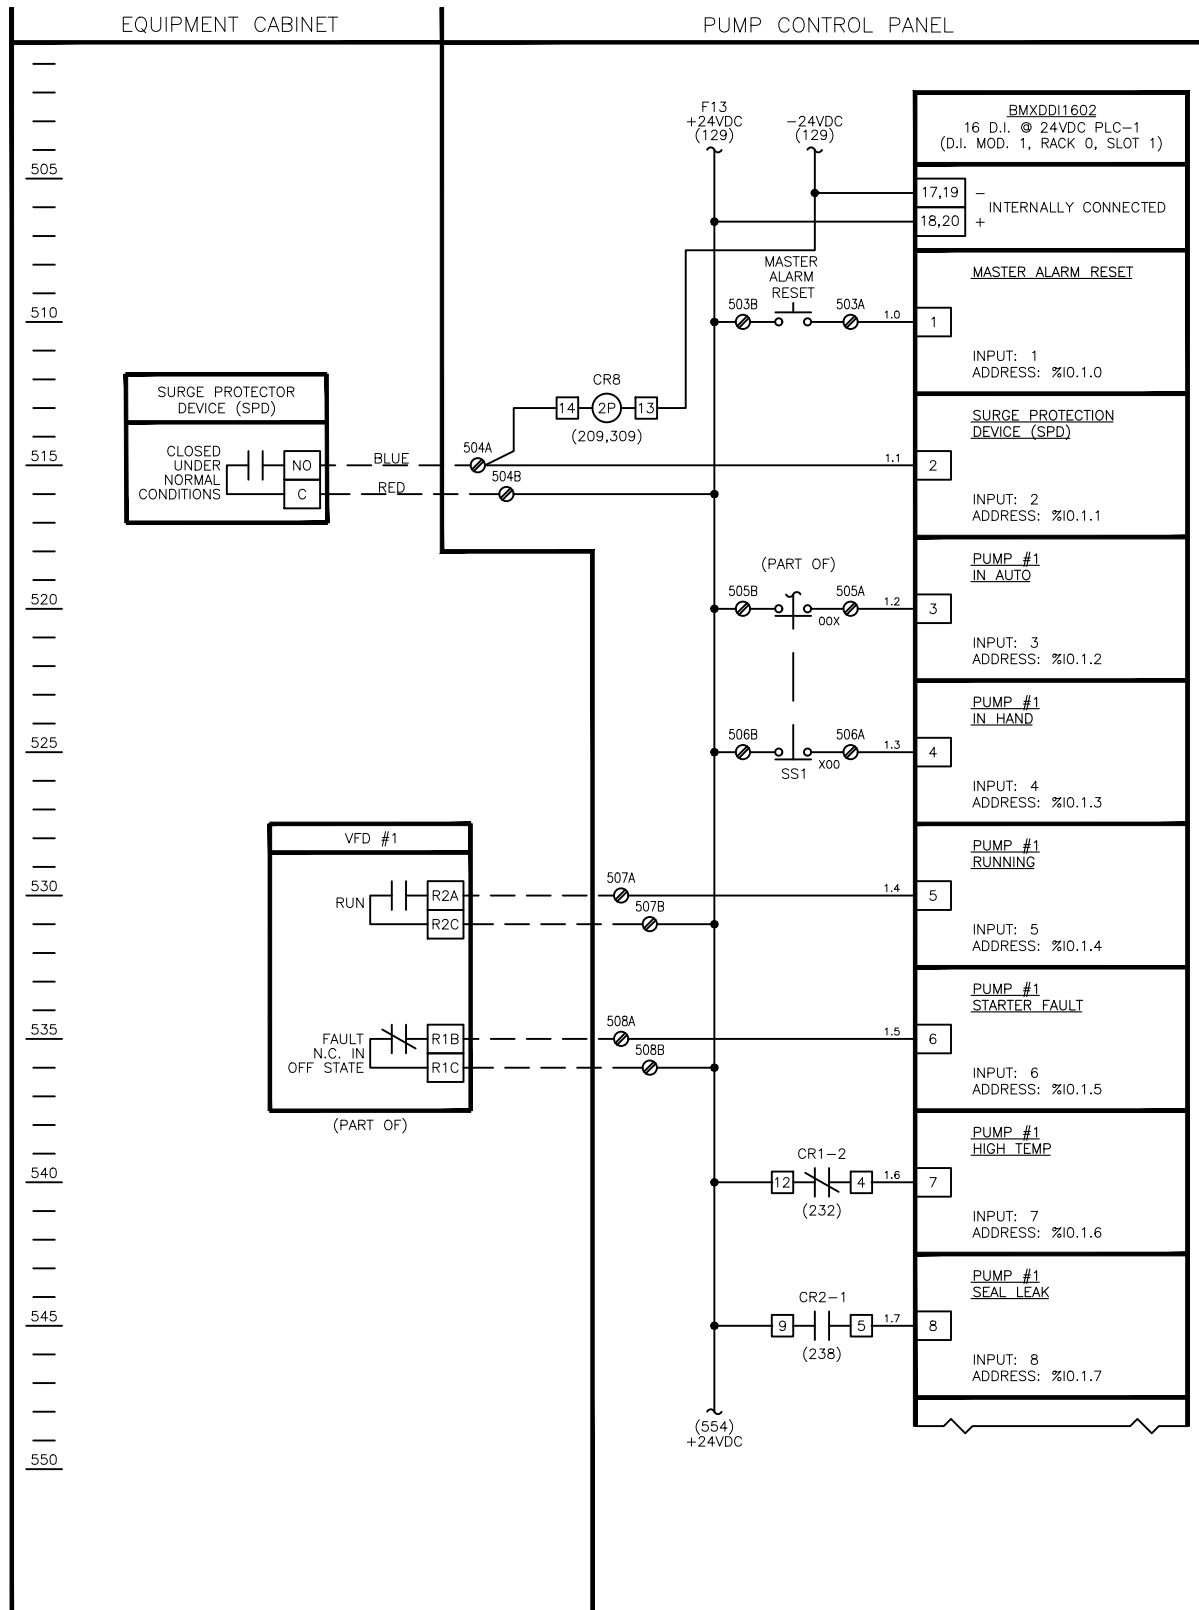 EQUIPMENT CABINET
PUMP CONTROL PANEL
505
510
515
520
525
530
535
540
545
550
F13
+24VDC
(129)
-24VDC
(129)
BMXDDI1602
16 D.I. @ 24VDC PLC-1
(D.I. MOD. 1, RACK 0, SLOT 1)
17,19 -
INTERNALLY CONNECTED
18,20 +
MASTER
ALARM
RESET
503B
503A
1.0
1
MASTER ALARM RESET
INPUT: 1
ADDRESS: %I0.1.0
SURGE PROTECTOR
DEVICE (SPD)
CLOSED
UNDER
NORMAL
CONDITIONS
NO
C
BLUE
RED
504A
504B
CR8
14
2P
13
(209,309)
1.1
2
SURGE PROTECTION
DEVICE (SPD)
INPUT: 2
ADDRESS: %I0.1.1
(PART OF)
505B
505A
00X
1.2
3
PUMP #1
IN AUTO
INPUT: 3
ADDRESS: %I0.1.2
506B
506A
SS1
X00
1.3
4
PUMP #1
IN HAND
INPUT: 4
ADDRESS: %I0.1.3
VFD #1
RUN
R2A
R2C
507A
507B
1.4
5
PUMP #1
RUNNING
INPUT: 5
ADDRESS: %I0.1.4
FAULT
N.C. IN
OFF STATE
R1B
R1C
(PART OF)
508A
508B
1.5
6
PUMP #1
STARTER FAULT
INPUT: 6
ADDRESS: %I0.1.5
CR1-2
12
4
(232)
1.6
7
PUMP #1
HIGH TEMP
INPUT: 7
ADDRESS: %I0.1.6
CR2-1
9
5
(238)
1.7
8
PUMP #1
SEAL LEAK
INPUT: 8
ADDRESS: %I0.1.7
(554)
+24VDC